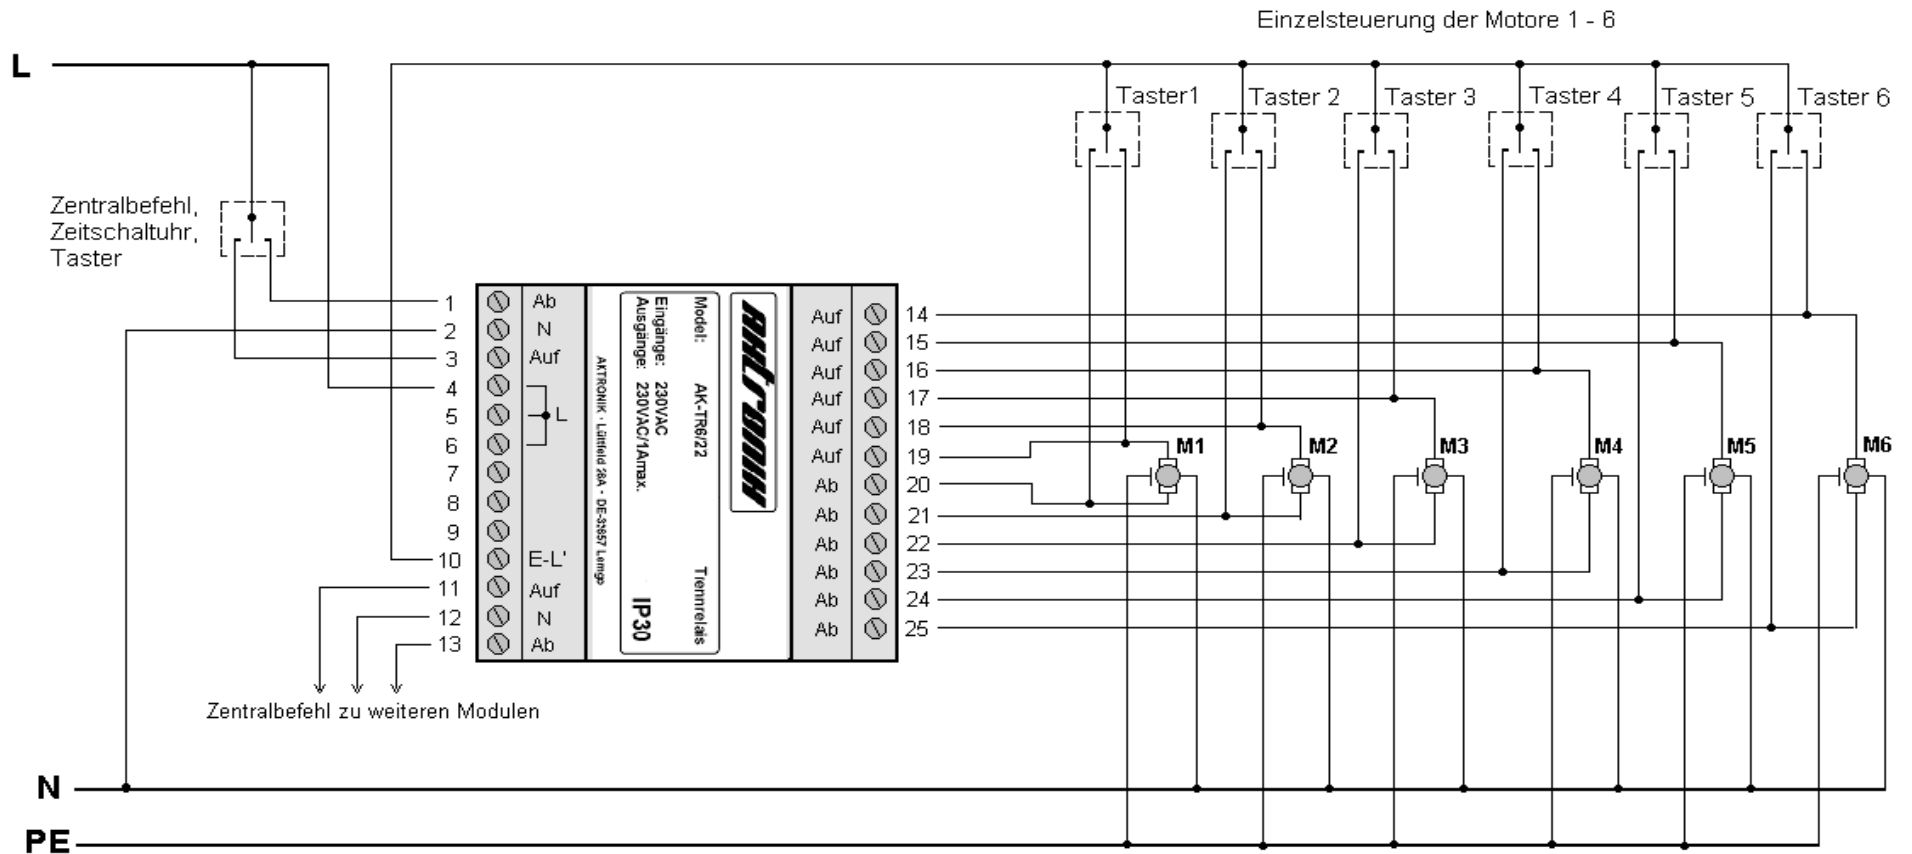 Einzelsteuerung der Motore 1 - 6
L
Taster1
Taster 2
Taster 3
Taster 4
Taster 5
Taster 6
Zentralbefehl,
Zeitschaltuhr,
Taster
1 Ab
2 N
3 Auf
4
5 L
6
7
8
9
10 E-L'
11 Auf
12 N
13 Ab
Zentralbefehl zu weiteren Modulen
AKTRONIK · Lüttfeld 26A - DE-32657 Lemgo
Model: AK-TR6/22 Trennrelais
Eingänge: 230VAC
Ausgänge: 230VAC/1Amax. IP30
AKtronik
Auf 14
Auf 15
Auf 16
Auf 17
Auf 18
Auf 19
Ab 20
Ab 21
Ab 22
Ab 23
Ab 24
Ab 25
M1
M2
M3
M4
M5
M6
N
PE